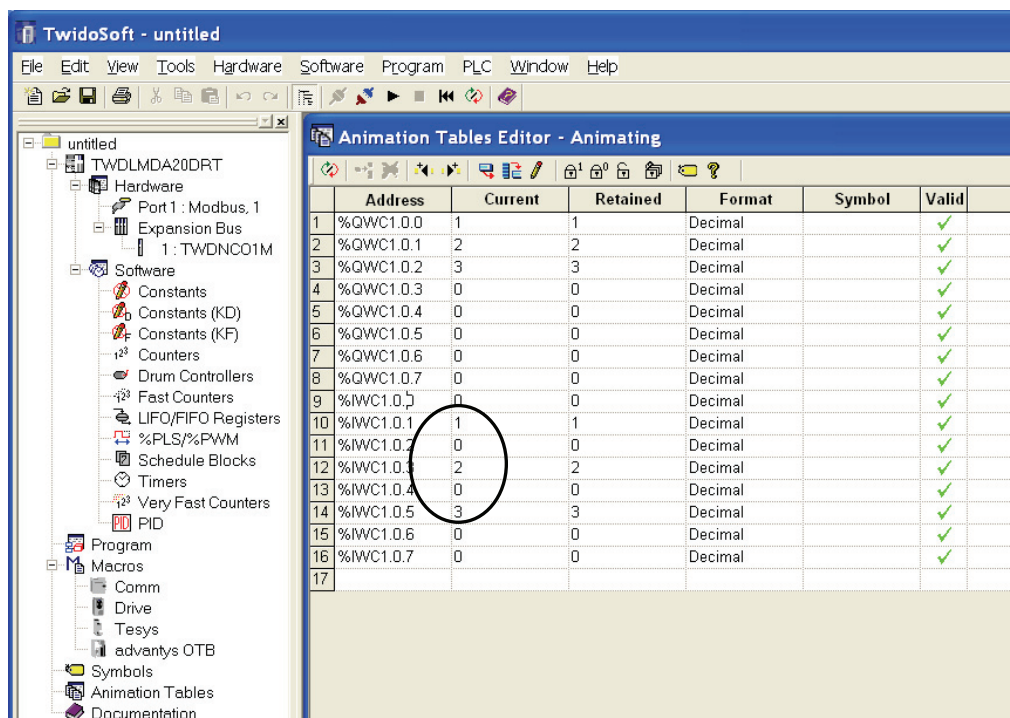 TwidoSoft - untitled
File Edit View Tools Hardware Software Program PLC Window Help
untitled
TWDLMDA20DRT
Hardware
Port 1 : Modbus, 1
Expansion Bus
1 : TWDNCO1M
Software
Constants
Constants (KD)
Constants (KF)
Counters
Drum Controllers
Fast Counters
LIFO/FIFO Registers
%PLS/%PWM
Schedule Blocks
Timers
Very Fast Counters
PID
Program
Macros
Comm
Drive
Tesys
advantys OTB
Symbols
Animation Tables
Documentation
Animation Tables Editor - Animating
Address Current Retained Format Symbol Valid
1 %QWC1.0.0 1 1 Decimal
2 %QWC1.0.1 2 2 Decimal
3 %QWC1.0.2 3 3 Decimal
4 %QWC1.0.3 0 0 Decimal
5 %QWC1.0.4 0 0 Decimal
6 %QWC1.0.5 0 0 Decimal
7 %QWC1.0.6 0 0 Decimal
8 %QWC1.0.7 0 0 Decimal
9 %IWC1.0. 0 0 Decimal
10 %IWC1.0.1 1 1 Decimal
11 %IWC1.0.2 0 0 Decimal
12 %IWC1.0.3 2 2 Decimal
13 %IWC1.0.4 0 0 Decimal
14 %IWC1.0.5 3 3 Decimal
15 %IWC1.0.6 0 0 Decimal
16 %IWC1.0.7 0 0 Decimal
17